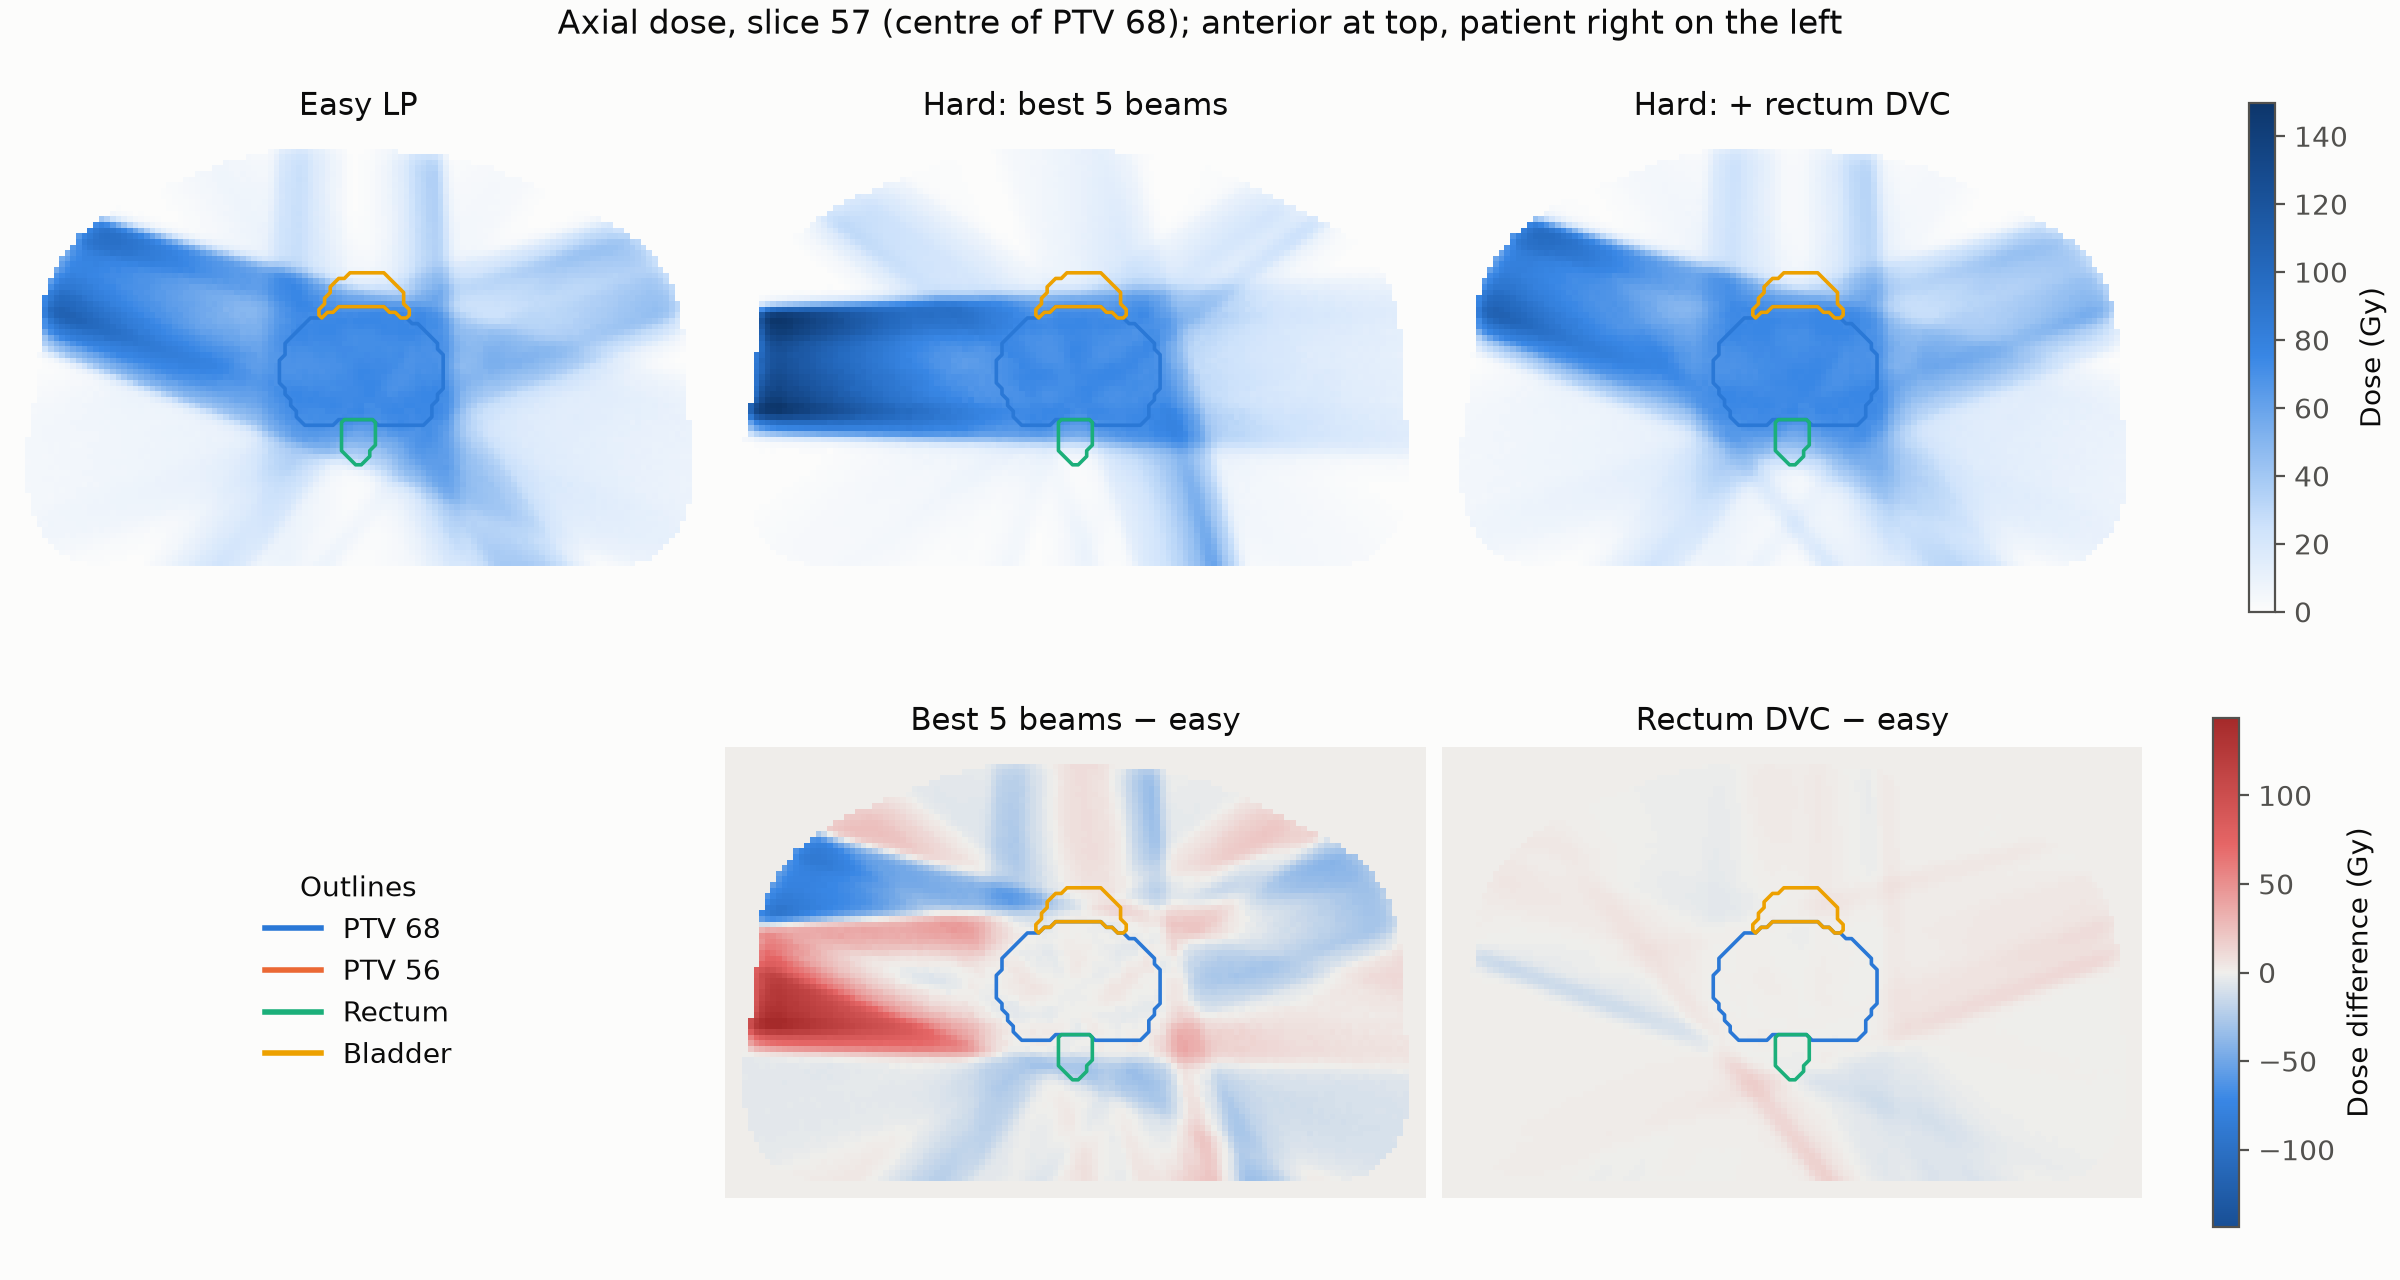 Axial dose, slice 57 (centre of PTV 68); anterior at top, patient right on the left
Easy LP
Hard: best 5 beams
Hard: + rectum DVC
140
120
100
80
60
40
20
0
Dose (Gy)
Best 5 beams − easy
Rectum DVC − easy
Outlines
PTV 68
PTV 56
Rectum
Bladder
100
50
0
−50
−100
Dose difference (Gy)